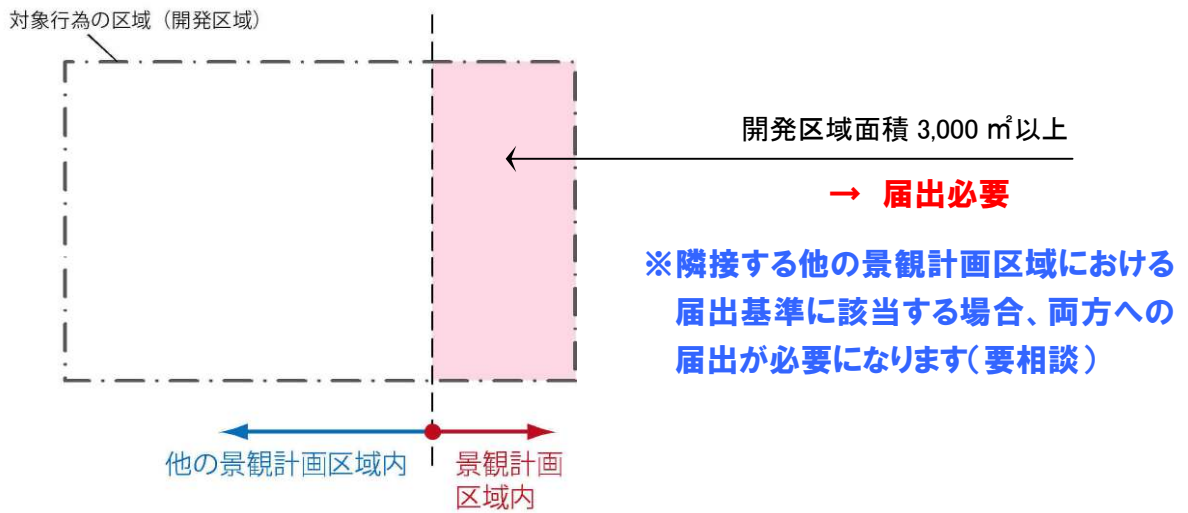 対象行為の区域（開発区域）
開発区域面積 3,000 ㎡以上
→ 届出必要
※隣接する他の景観計画区域における
届出基準に該当する場合、両方への
届出が必要になります（要相談）
他の景観計画区域内
景観計画
区域内